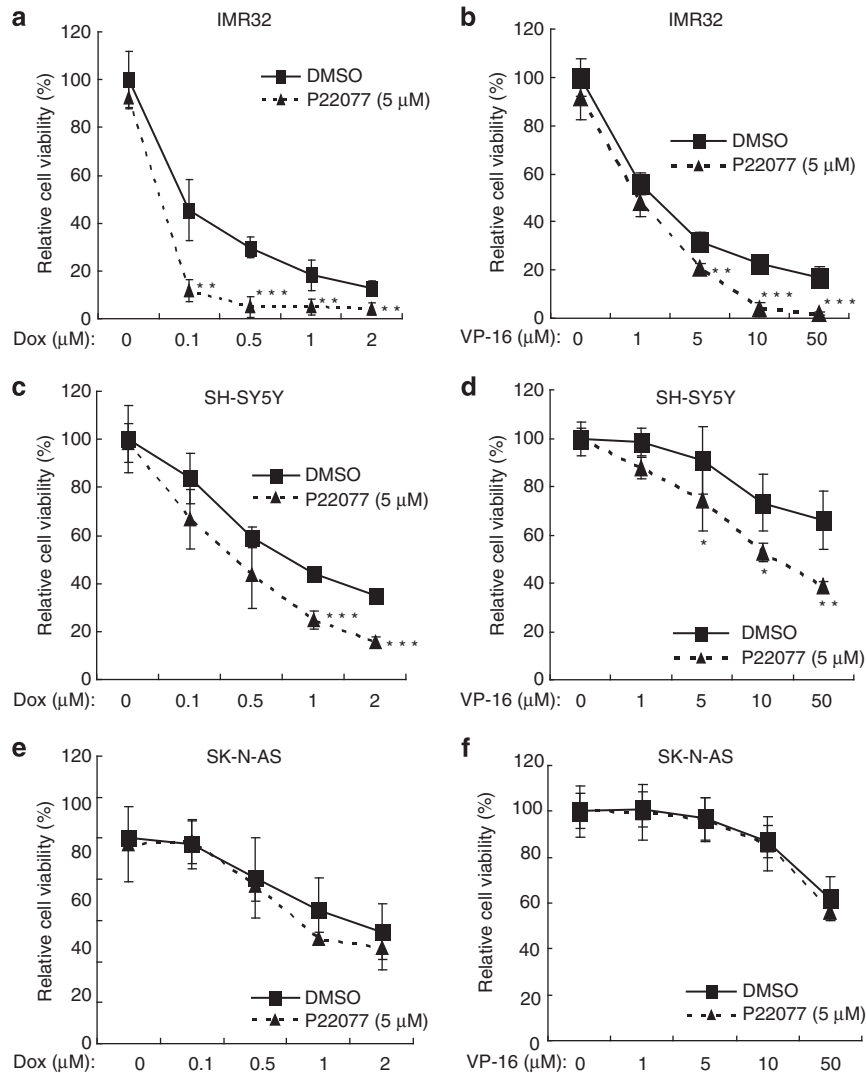 a
IMR32
Relative cell viability (%)
120
100
80
60
40
20
0
DMSO
P22077 (5 μM)
** *** ** **
Dox (μM): 0 0.1 0.5 1 2
b
IMR32
Relative cell viability (%)
120
100
80
60
40
20
0
DMSO
P22077 (5 μM)
** *** ***
VP-16 (μM): 0 1 5 10 50
c
SH-SY5Y
Relative cell viability (%)
120
100
80
60
40
20
0
DMSO
P22077 (5 μM)
*** ***
Dox (μM): 0 0.1 0.5 1 2
d
SH-SY5Y
Relative cell viability (%)
120
100
80
60
40
20
0
* * **
DMSO
P22077 (5 μM)
VP-16 (μM): 0 1 5 10 50
e
SK-N-AS
Relative cell viability (%)
120
100
80
60
40
20
0
DMSO
P22077 (5 μM)
Dox (μM): 0 0.1 0.5 1 2
f
SK-N-AS
Relative cell viability (%)
120
100
80
60
40
20
0
DMSO
P22077 (5 μM)
VP-16 (μM): 0 1 5 10 50